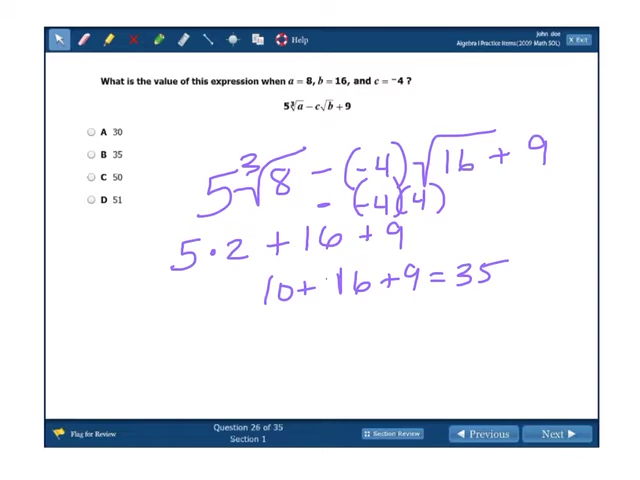 Help
john doe
Algebra I Practice Items (2009 Math SOL)
Exit
What is the value of this expression when a = 8, b = 16, and c = ⁻4 ?
5∛a − c√b + 9
A 30
B 35
C 50
D 51
5∛8 − (-4) √16 + 9
- (-4)(4)
5 · 2 + 16 + 9
10 + 16 + 9 = 35
Flag for Review
Question 26 of 35
Section 1
Section Review
Previous
Next